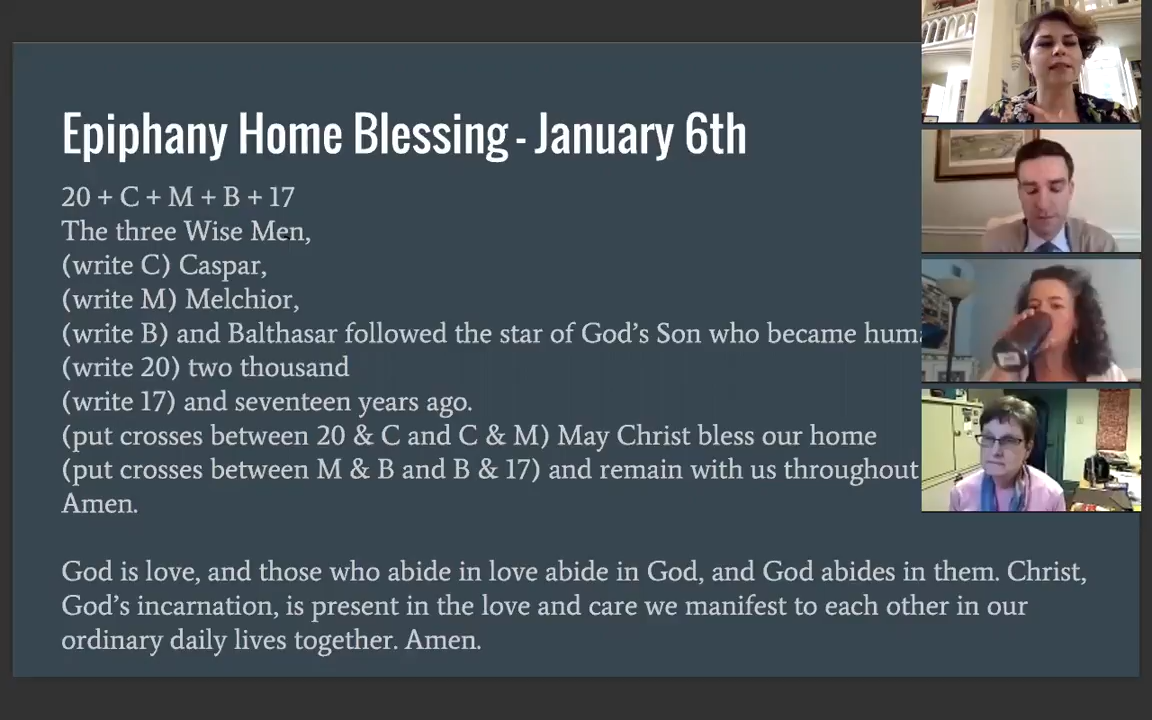 Epiphany Home Blessing - January 6th
20 + C + M + B + 17
The three Wise Men,
(write C) Caspar,
(write M) Melchior,
(write B) and Balthasar followed the star of God's Son who became
(write 20) two thousand
(write 17) and seventeen years ago.
(put crosses between 20 & C and C & M) May Christ bless our home
(put crosses between M & B and B & 17) and remain with us throughout
Amen.
God is love, and those who abide in love abide in God, and God abides in them. Christ,
God's incarnation, is present in the love and care we manifest to each other in our
ordinary daily lives together. Amen.